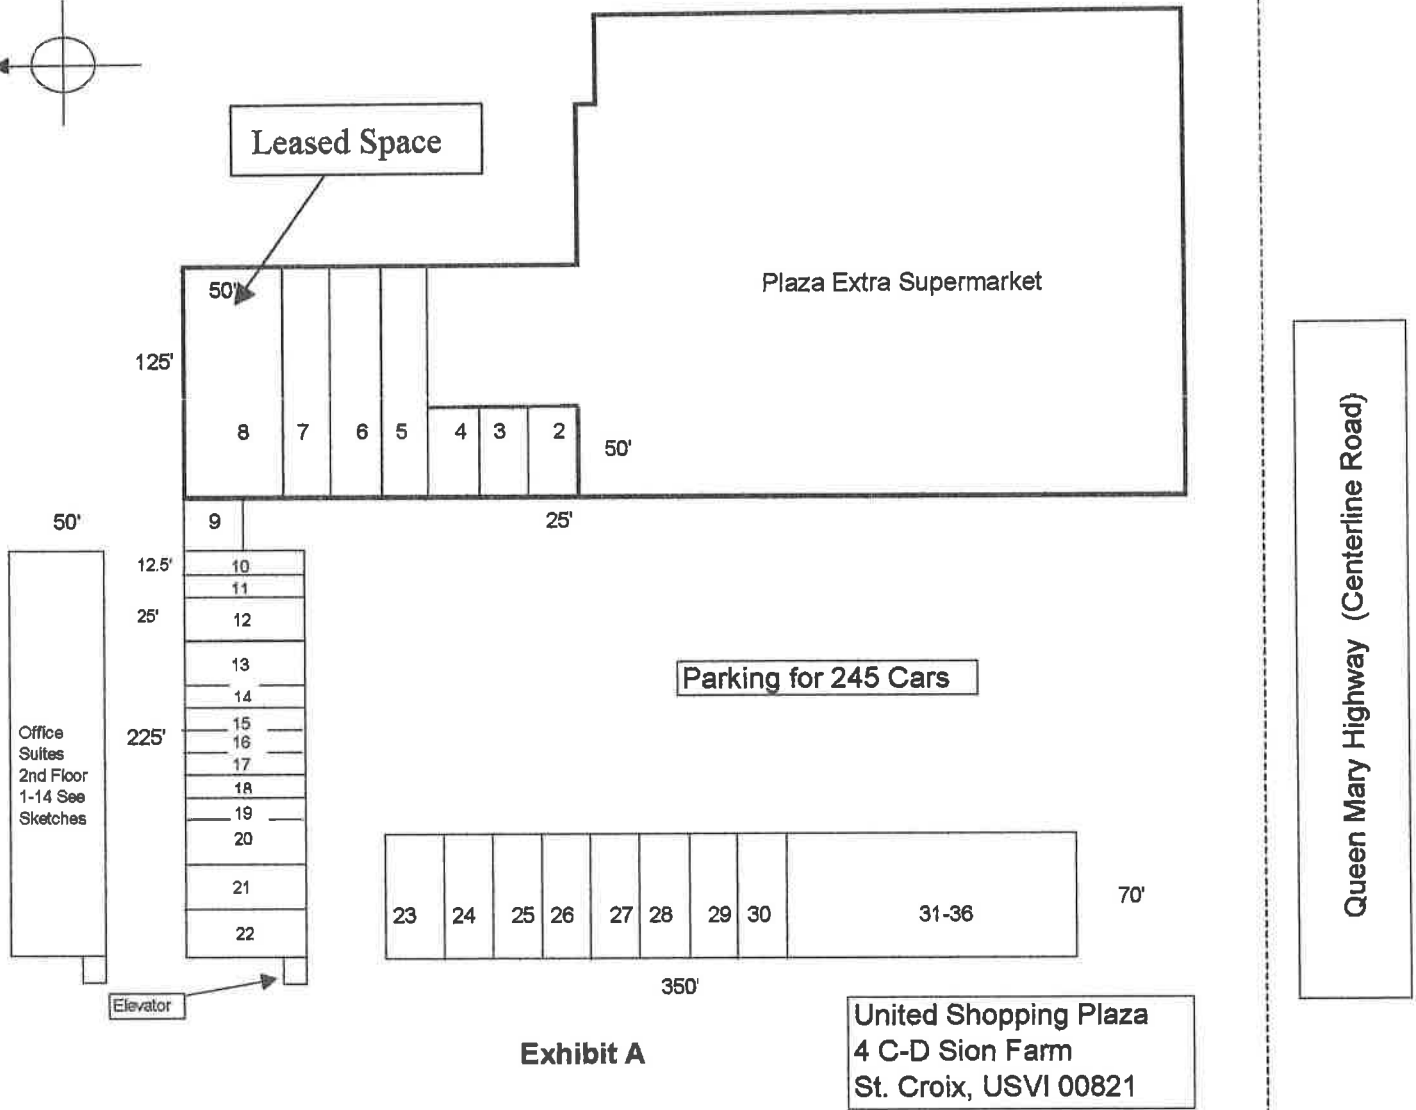 Leased Space
Plaza Extra Supermarket
50'
125'
8
7
6
5
4
3
2
50'
50'
9
25'
12.5'
10
11
25'
12
13
14
225'
15
16
17
18
19
20
21
22
Office
Suites
2nd Floor
1-14 See
Sketches
Elevator
Parking for 245 Cars
23
24
25
26
27
28
29
30
31-36
70'
350'
Queen Mary Highway (Centerline Road)
Exhibit A
United Shopping Plaza
4 C-D Sion Farm
St. Croix, USVI 00821